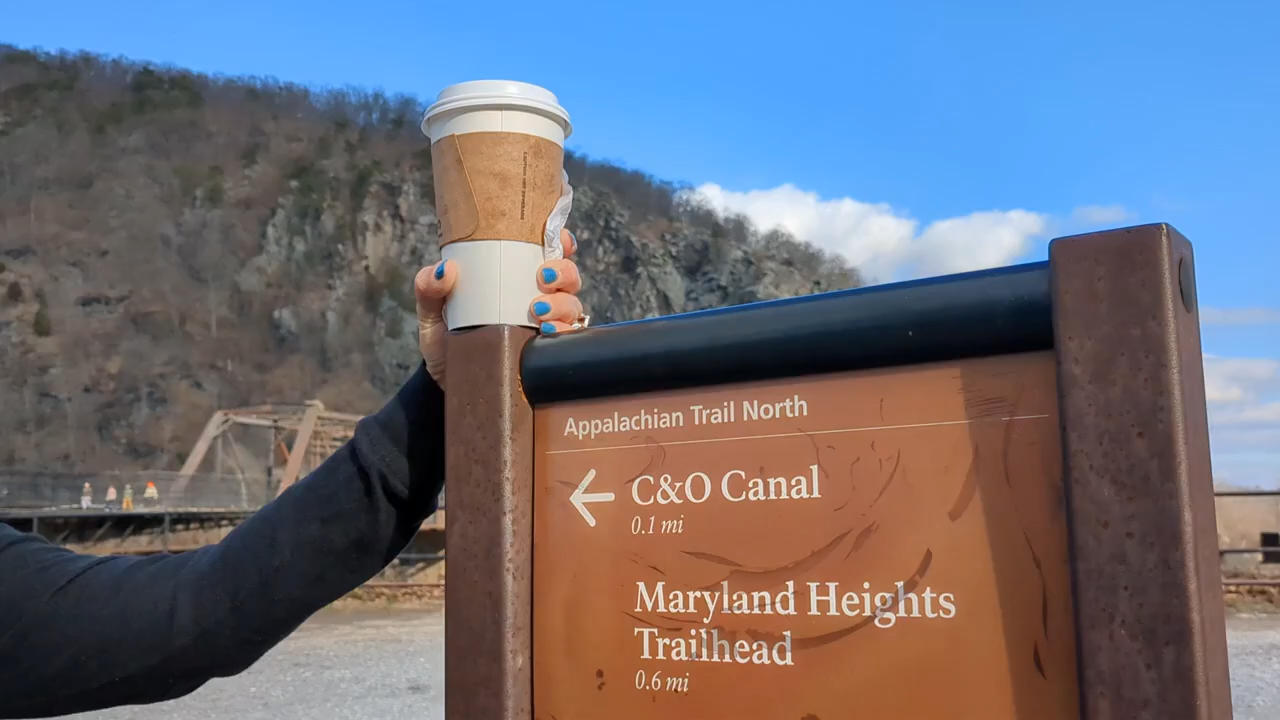 Appalachian Trail North
C&O Canal
0.1 mi
Maryland Heights
Trailhead
0.6 mi